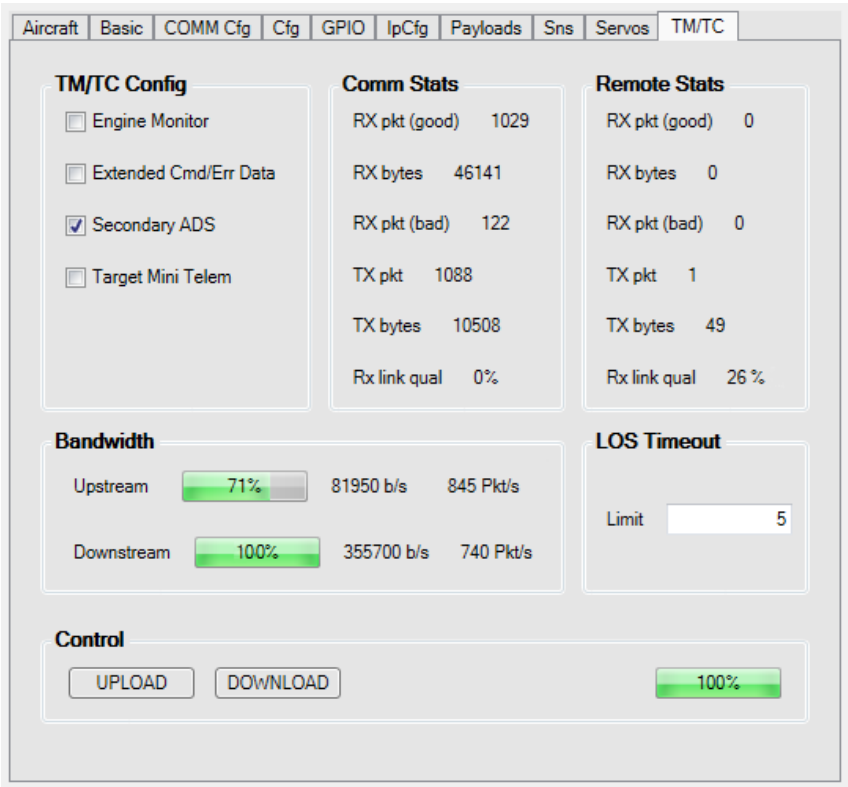 Aircraft Basic COMM Cfg Cfg GPIO IpCfg Payloads Sns Servos TM/TC
TM/TC Config
Engine Monitor
Extended Cmd/Err Data
Secondary ADS
Target Mini Telem
Comm Stats
RX pkt (good) 1029
RX bytes 46141
RX pkt (bad) 122
TX pkt 1088
TX bytes 10508
Rx link qual 0%
Remote Stats
RX pkt (good) 0
RX bytes 0
RX pkt (bad) 0
TX pkt 1
TX bytes 49
Rx link qual 26 %
Bandwidth
Upstream 71% 81950 b/s 845 Pkt/s
Downstream 100% 355700 b/s 740 Pkt/s
LOS Timeout
Limit 5
Control
UPLOAD DOWNLOAD 100%